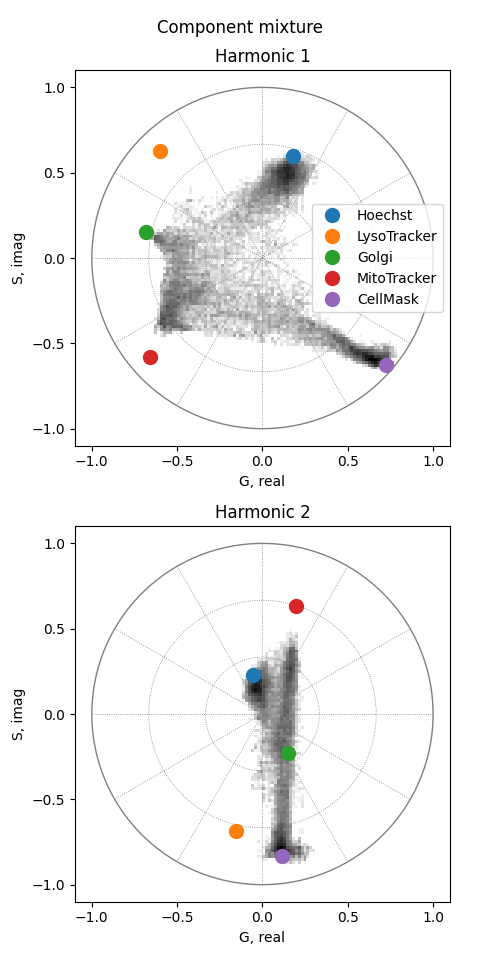 Component mixture
Harmonic 1
1.0
0.5
0.0
−0.5
−1.0
S, imag
Hoechst
LysoTracker
Golgi
MitoTracker
CellMask
−1.0 −0.5 0.0 0.5 1.0
G, real
Harmonic 2
1.0
0.5
0.0
−0.5
−1.0
S, imag
−1.0 −0.5 0.0 0.5 1.0
G, real